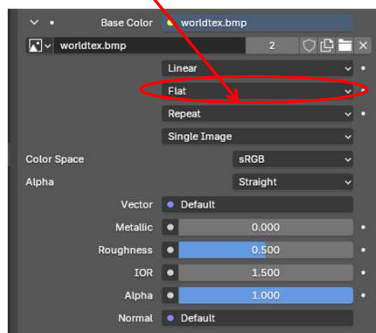 Base Color worldtex.bmp
worldtex.bmp 2
Linear
Flat
Repeat
Single Image
Color Space sRGB
Alpha Straight
Vector Default
Metallic 0.000
Roughness 0.500
IOR 1.500
Alpha 1.000
Normal Default